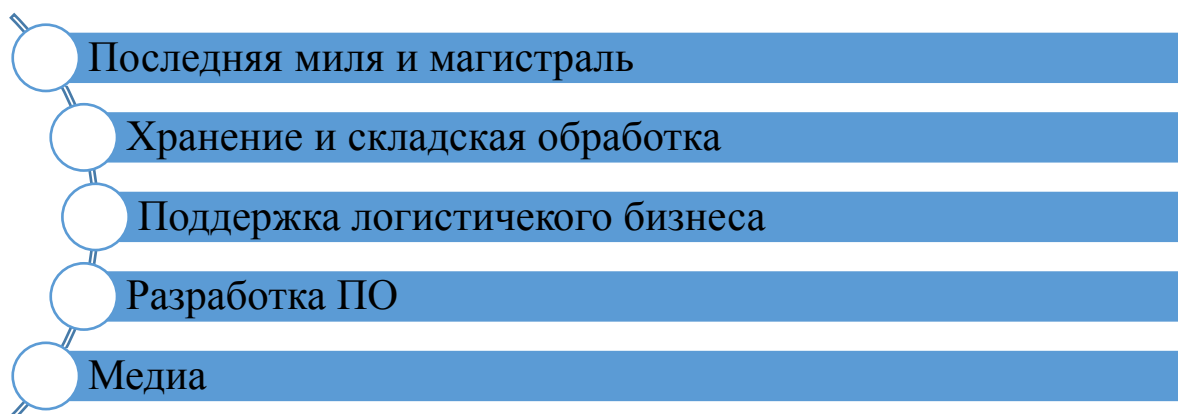 Последняя миля и магистраль
Хранение и складская обработка
Поддержка логистичекого бизнеса
Разработка ПО
Медиа